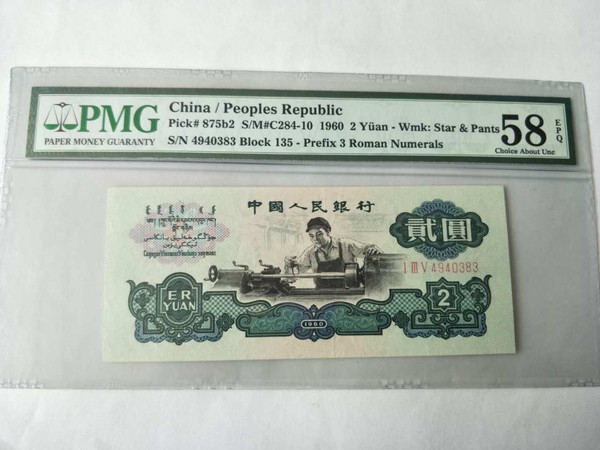 PMG
PAPER MONEY GUARANTY
China / Peoples Republic
Pick# 875b2 S/M#C284-10 1960 2 Yüan - Wmk: Star & Pants
S/N 4940383 Block 135 - Prefix 3 Roman Numerals
58 EPQ
Choice About Unc
中國人民銀行
貳圓
I III V 4940383
ER
YUAN
1960
2